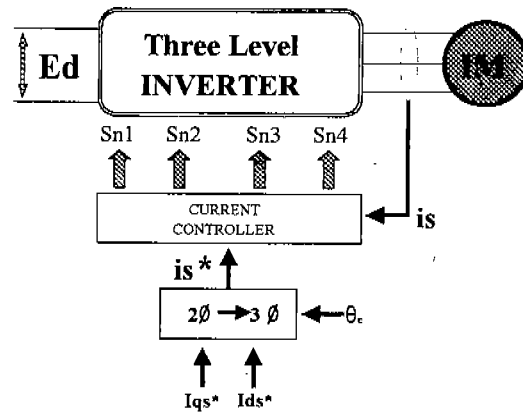 Three Level
Ed
INVERTER
IM
Sn1 Sn2 Sn3 Sn4
CURRENT
CONTROLLER
is
is*
2Ø → 3 Ø
θe
Iqs* Ids*